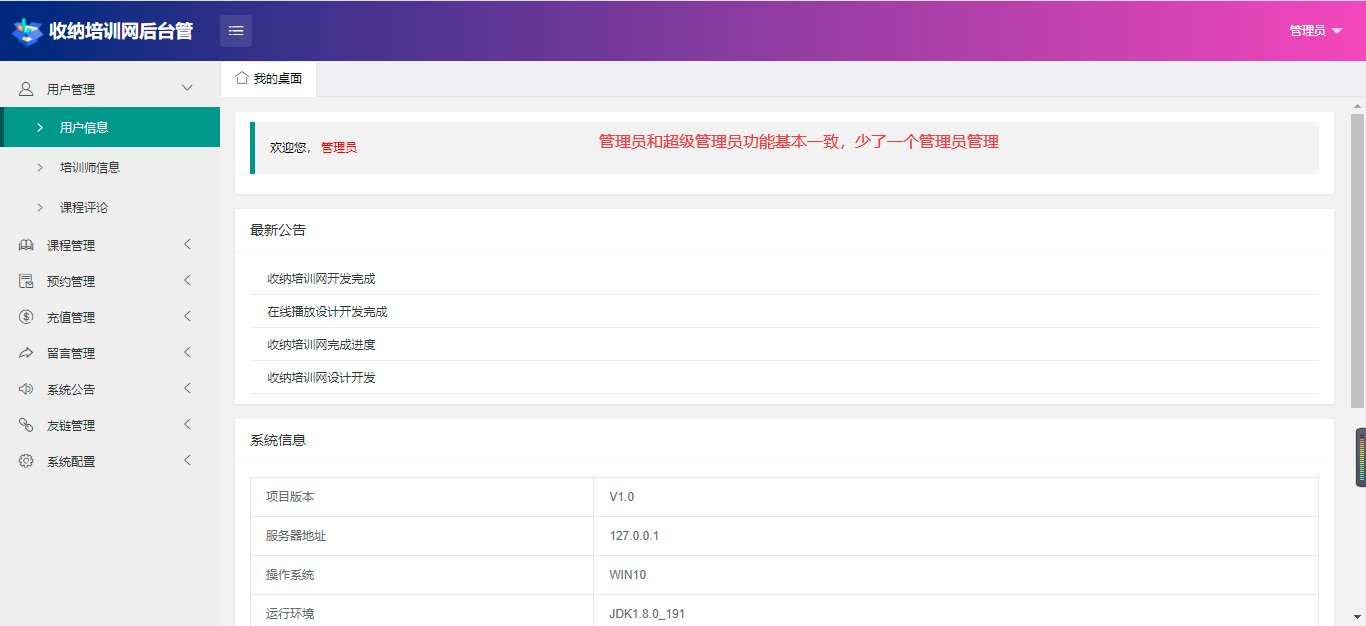 收纳培训网后台管
管理员
用户管理
用户信息
培训师信息
课程评论
课程管理
预约管理
充值管理
留言管理
系统公告
友链管理
系统配置
我的桌面
欢迎您，管理员
管理员和超级管理员功能基本一致，少了一个管理员管理
最新公告
收纳培训网开发完成
在线播放设计开发完成
收纳培训网完成进度
收纳培训网设计开发
系统信息
项目版本 V1.0
服务器地址 127.0.0.1
操作系统 WIN10
运行环境 JDK1.8.0_191